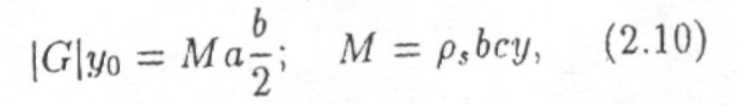 |G|y₀ = Ma b/2; M = ρₛbcy, (2.10)